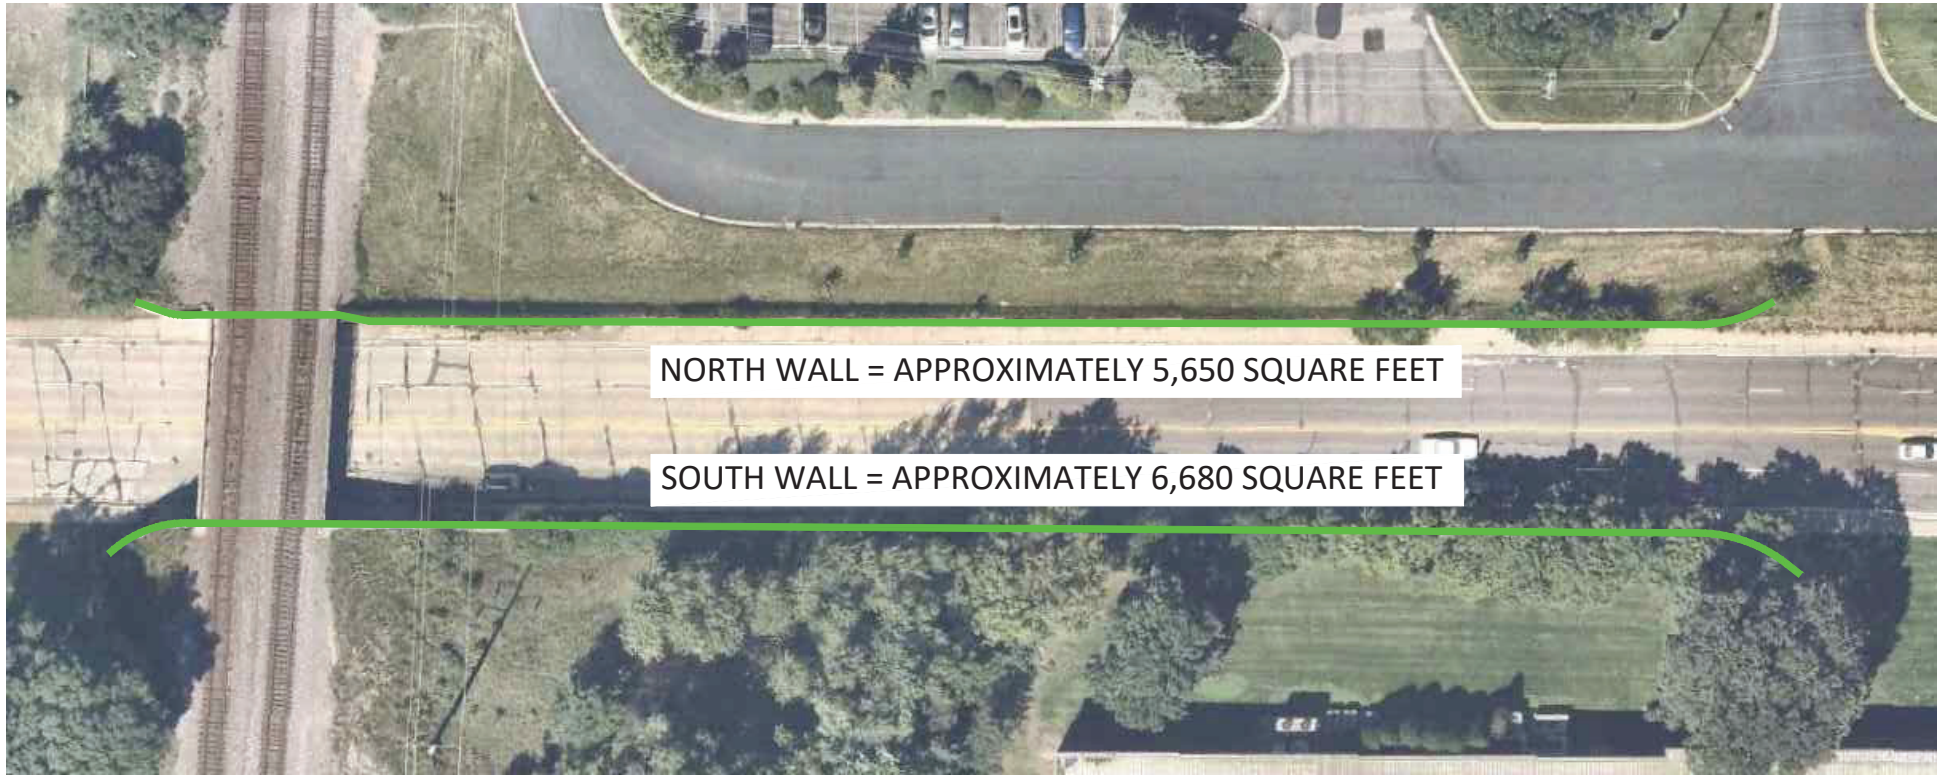 NORTH WALL = APPROXIMATELY 5,650 SQUARE FEET
SOUTH WALL = APPROXIMATELY 6,680 SQUARE FEET